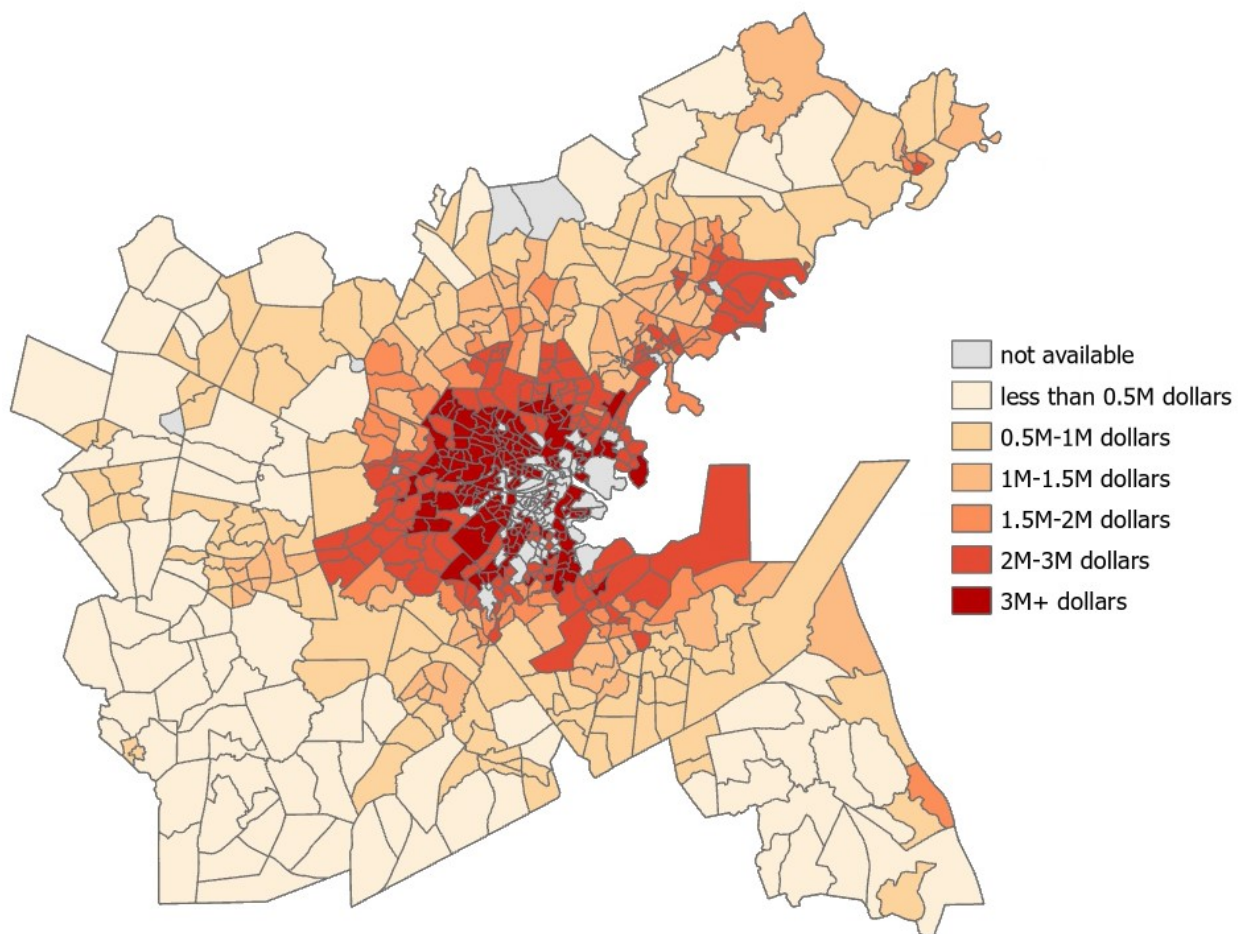 not available
less than 0.5M dollars
0.5M-1M dollars
1M-1.5M dollars
1.5M-2M dollars
2M-3M dollars
3M+ dollars